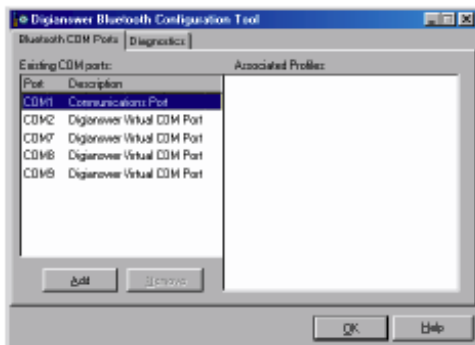 Digianswer Bluetooth Configuration Tool
Bluetooth COM Ports Diagnostics
Existing COM ports: Associated Profiles:
Port Description
COM1 Communications Port
COM2 Digianswer Virtual COM Port
COM7 Digianswer Virtual COM Port
COM8 Digianswer Virtual COM Port
COM9 Digianswer Virtual COM Port
Add Remove
OK Help